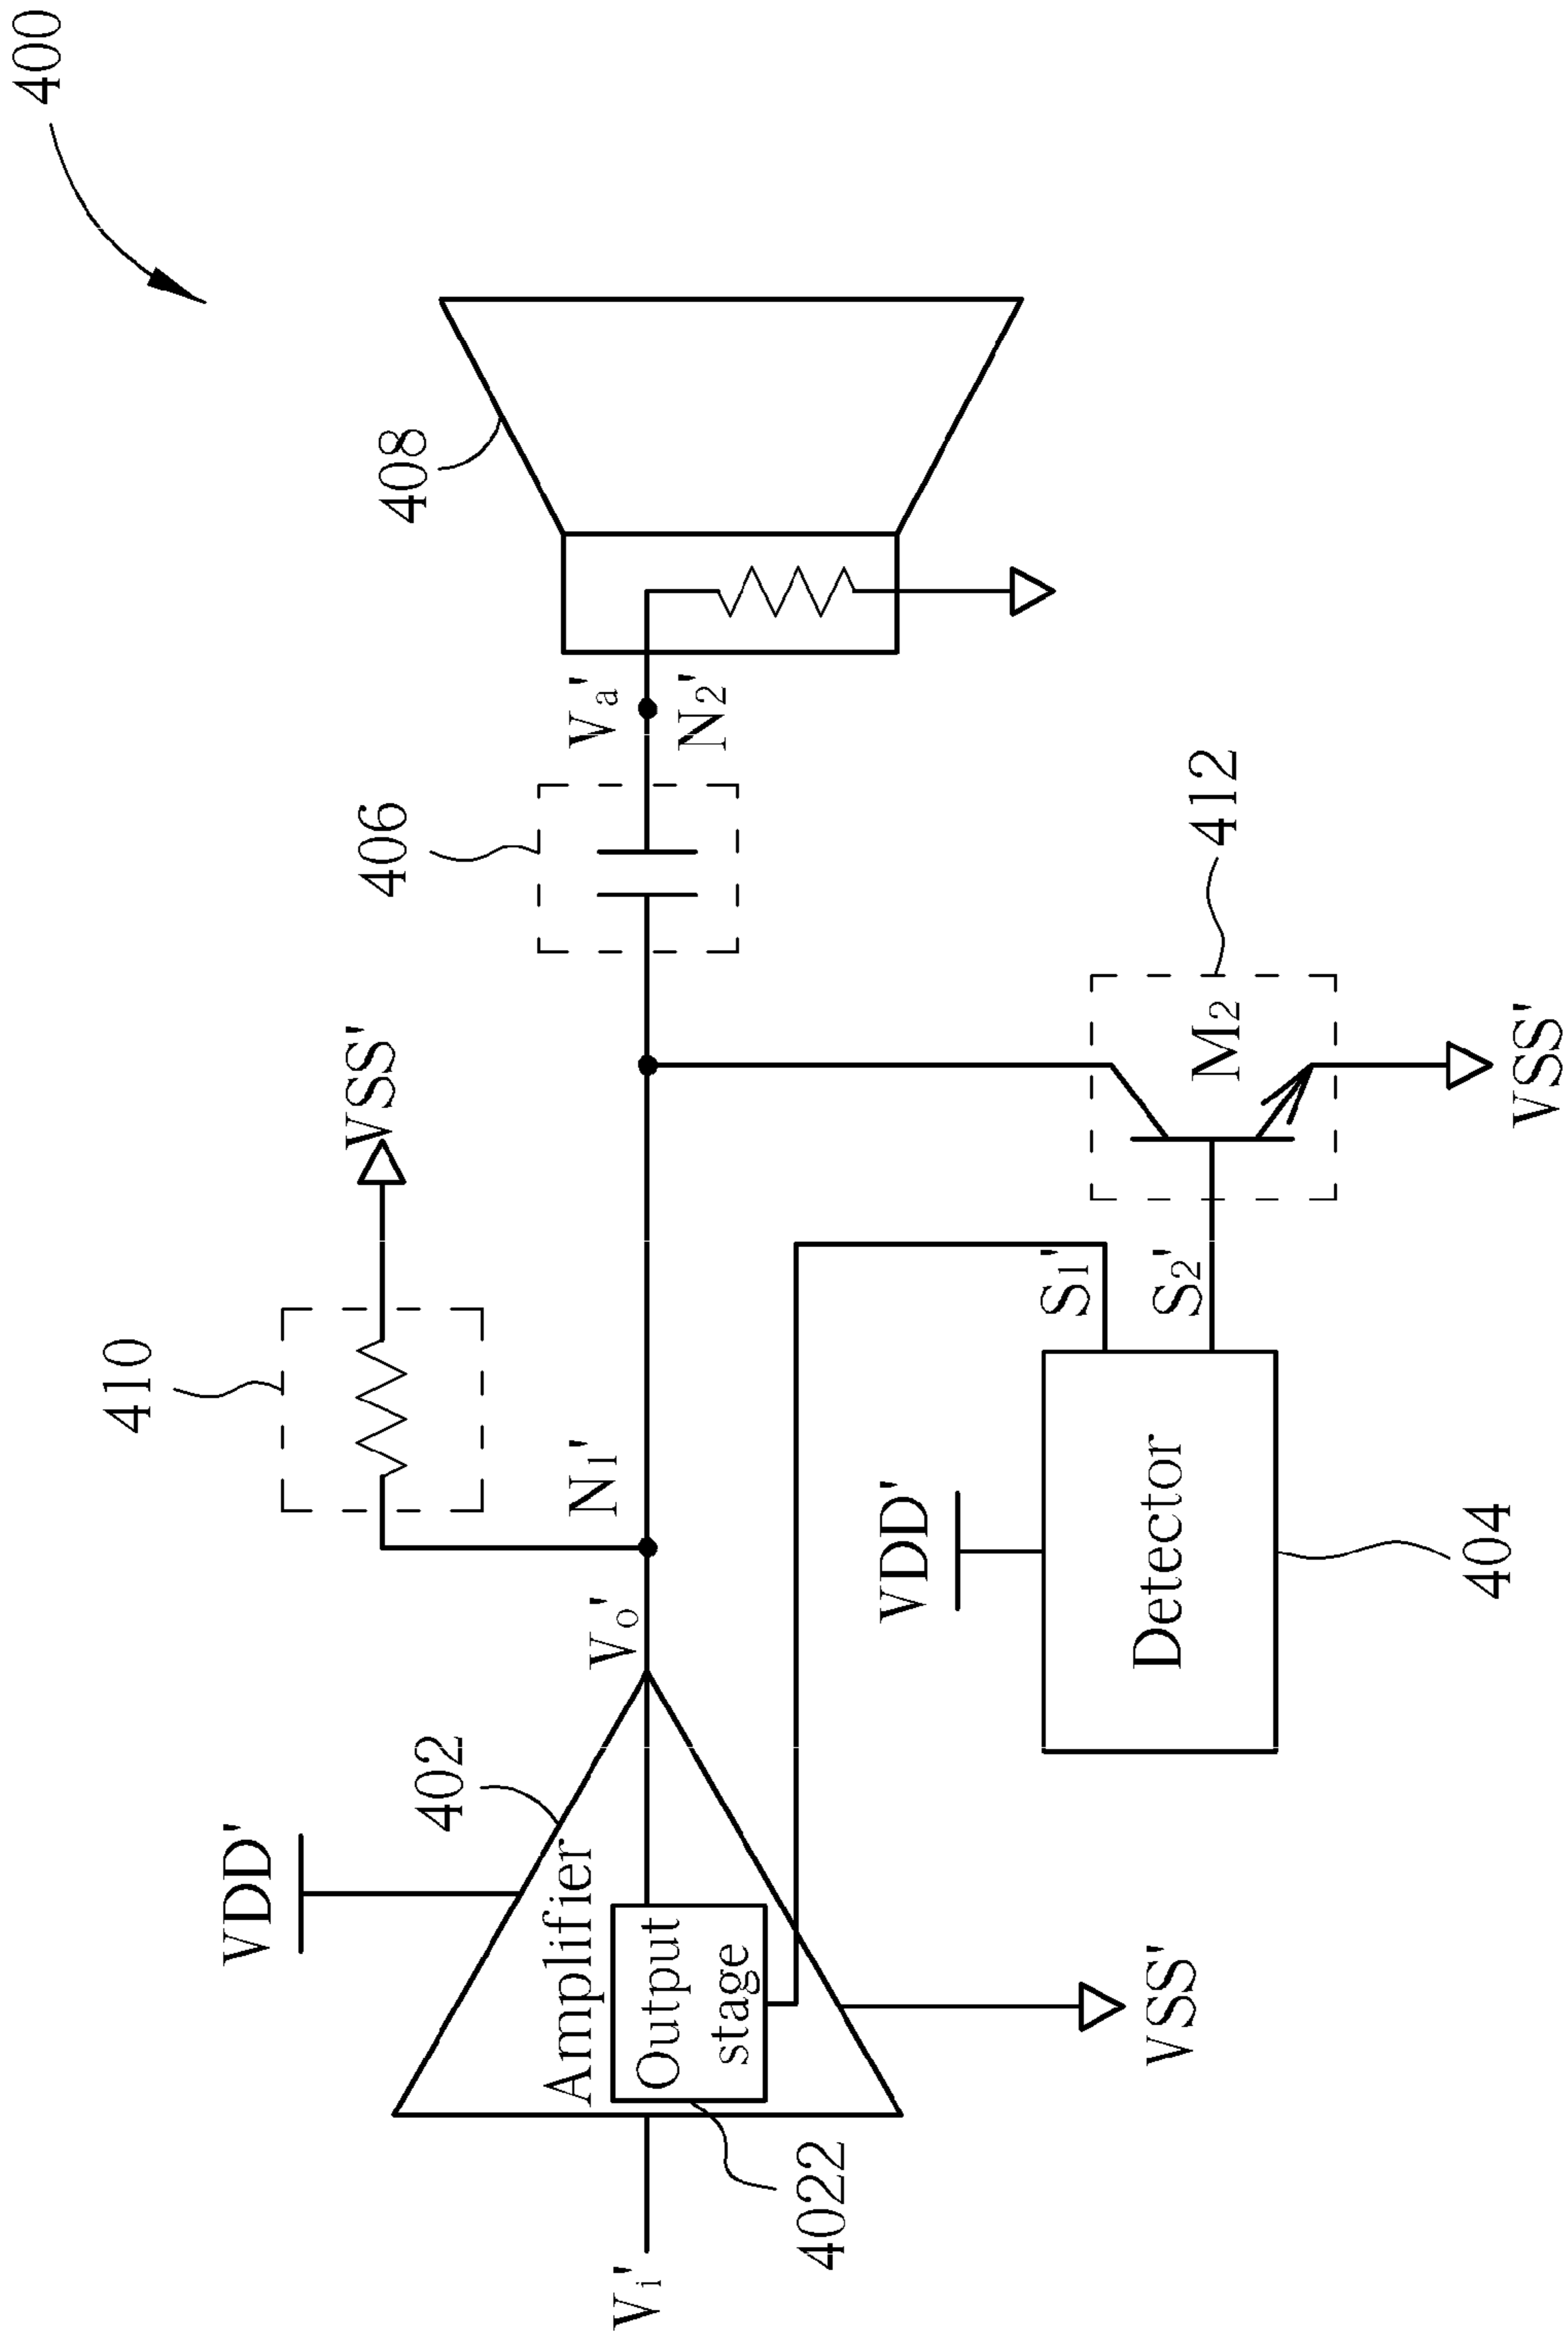 400
VDD'
402
Amplifier
Output
stage
4022
Vi'
VSS'
Vo'
N1'
410
VSS'
406
Va'
N2'
408
S1'
S2'
VDD'
Detector
404
M2
412
VSS'